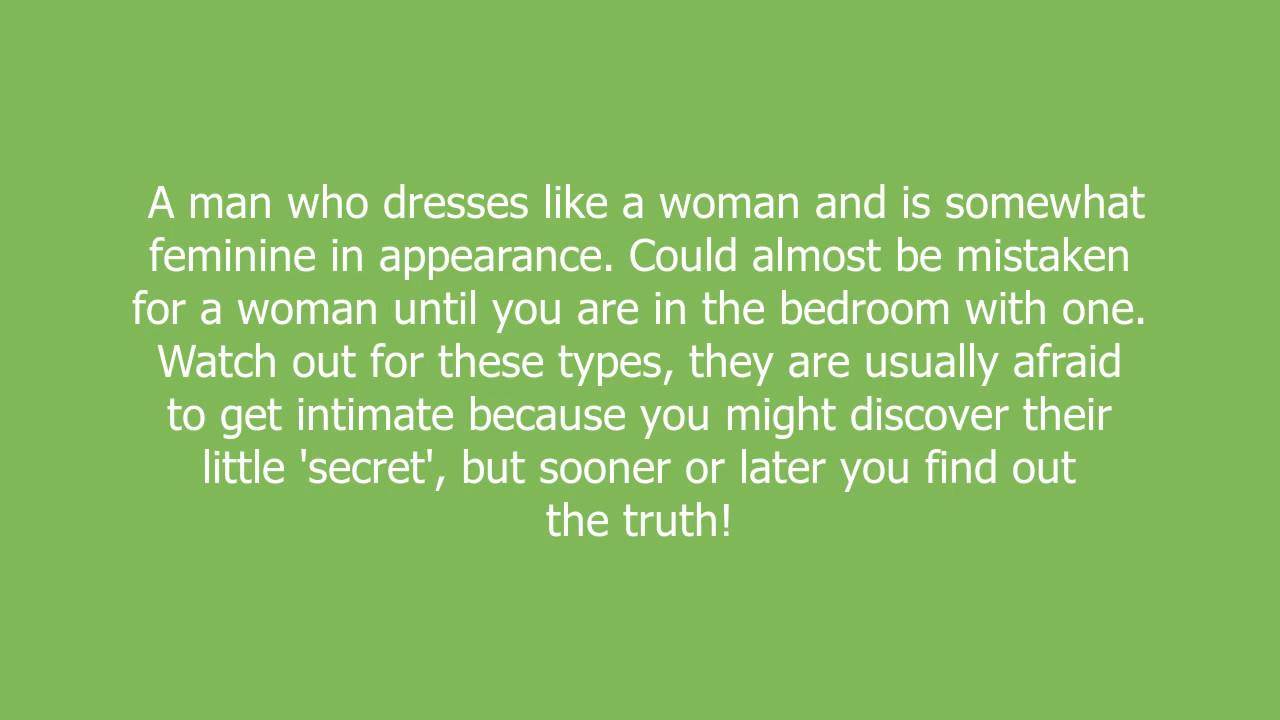 A man who dresses like a woman and is somewhat
feminine in appearance. Could almost be mistaken
for a woman until you are in the bedroom with one.
Watch out for these types, they are usually afraid
to get intimate because you might discover their
little 'secret', but sooner or later you find out
the truth!